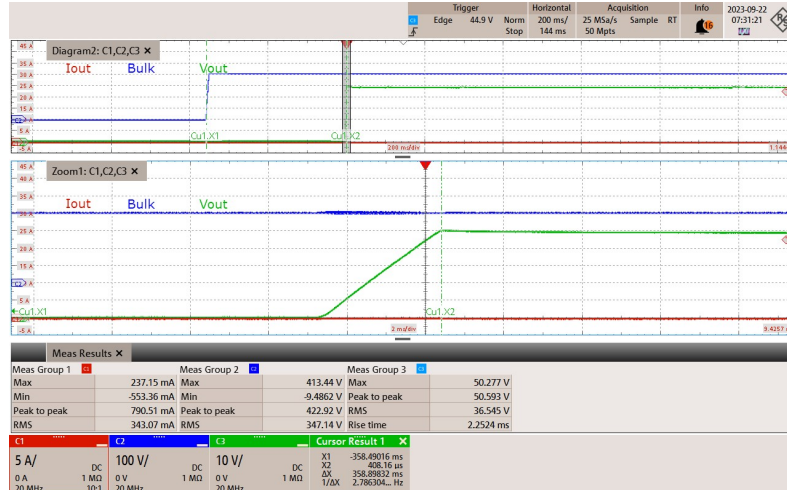 Trigger Horizontal Acquisition Info 2023-09-22
C3 Edge 44.9 V Norm 200 ms/ 25 MSa/s Sample RT 07:31:21
Stop 144 ms 50 Mpts 16
45 A
Diagram2: C1,C2,C3 ×
35 A
Iout Bulk Vout
30 A
25 A
20 A
15 A
C2
5 A
Cu1.X1 Cu1.X2
-5 A
200 ms/div
45 A
Zoom1: C1,C2,C3 ×
40 A
35 A
Iout Bulk Vout
30 A
25 A
20 A
15 A
C2 A
5 A
Cu1.X1 Cu1.X2
-5 A
2 ms/div
Meas Results ×
Meas Group 1 C1 Meas Group 2 C2 Meas Group 3 C3
Max 237.15 mA Max 413.44 V Max 50.277 V
Min -553.36 mA Min -9.4862 V Peak to peak 50.593 V
Peak to peak 790.51 mA Peak to peak 422.92 V RMS 36.545 V
RMS 343.07 mA RMS 347.14 V Rise time 2.2524 ms
C1 C2 C3 Cursor Result 1 ×
5 A/ 100 V/ 10 V/ X1 -358.49016 ms
DC DC DC X2 408.16 µs
0 A 1 MΩ 0 V 1 MΩ 0 V 1 MΩ ΔX 358.89832 ms
20 MHz 10:1 20 MHz 20 MHz 1/ΔX 2.786304... Hz